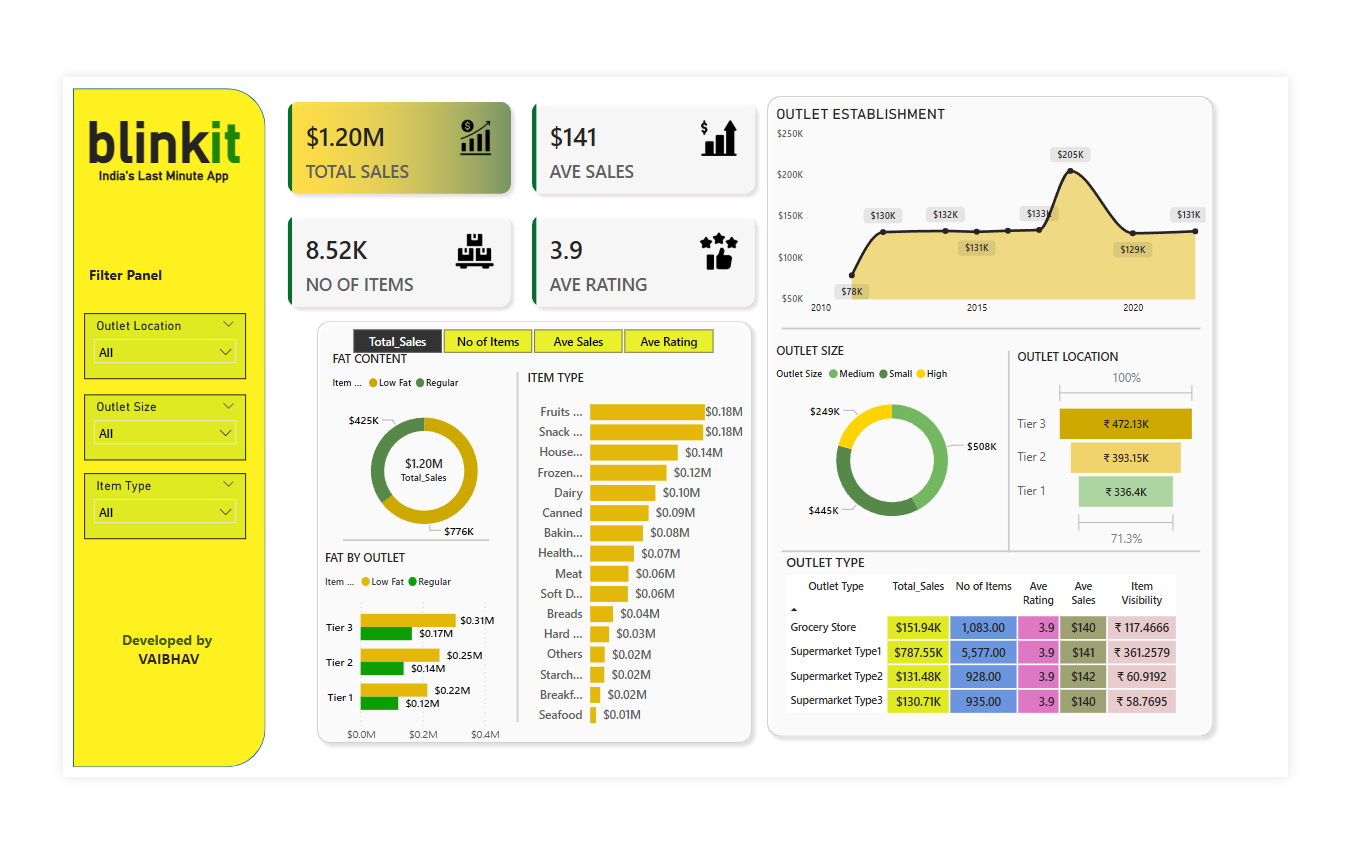 blinkit
India's Last Minute App
Filter Panel
Outlet Location
All
Outlet Size
All
Item Type
All
Developed by
VAIBHAV
$1.20M
TOTAL SALES
$141
AVE SALES
8.52K
NO OF ITEMS
3.9
AVE RATING
Total_Sales No of Items Ave Sales Ave Rating
FAT CONTENT
Item ... Low Fat Regular
$425K
$1.20M
Total_Sales
$776K
FAT BY OUTLET
Item ... Low Fat Regular
Tier 3 $0.31M
$0.17M
Tier 2 $0.25M
$0.14M
Tier 1 $0.22M
$0.12M
$0.0M $0.2M $0.4M
ITEM TYPE
Fruits ... $0.18M
Snack ... $0.18M
House... $0.14M
Frozen... $0.12M
Dairy $0.10M
Canned $0.09M
Bakin... $0.08M
Health... $0.07M
Meat $0.06M
Soft D... $0.06M
Breads $0.04M
Hard ... $0.03M
Others $0.02M
Starch... $0.02M
Breakf... $0.02M
Seafood $0.01M
OUTLET ESTABLISHMENT
$250K
$200K
$150K
$100K
$50K
$78K
$130K
$132K
$131K
$133K
$205K
$129K
$131K
2010 2015 2020
OUTLET SIZE
Outlet Size Medium Small High
$249K
$508K
$445K
OUTLET LOCATION
100%
Tier 3 ₹ 472.13K
Tier 2 ₹ 393.15K
Tier 1 ₹ 336.4K
71.3%
OUTLET TYPE
Outlet Type Total_Sales No of Items Ave Rating Ave Sales Item Visibility
Grocery Store $151.94K 1,083.00 3.9 $140 ₹ 117.4666
Supermarket Type1 $787.55K 5,577.00 3.9 $141 ₹ 361.2579
Supermarket Type2 $131.48K 928.00 3.9 $142 ₹ 60.9192
Supermarket Type3 $130.71K 935.00 3.9 $140 ₹ 58.7695